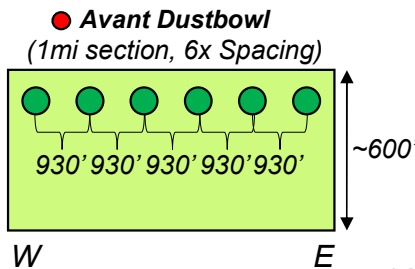 Avant Dustbowl
(1mi section, 6x Spacing)
930' 930' 930' 930' 930'
~600'
W E